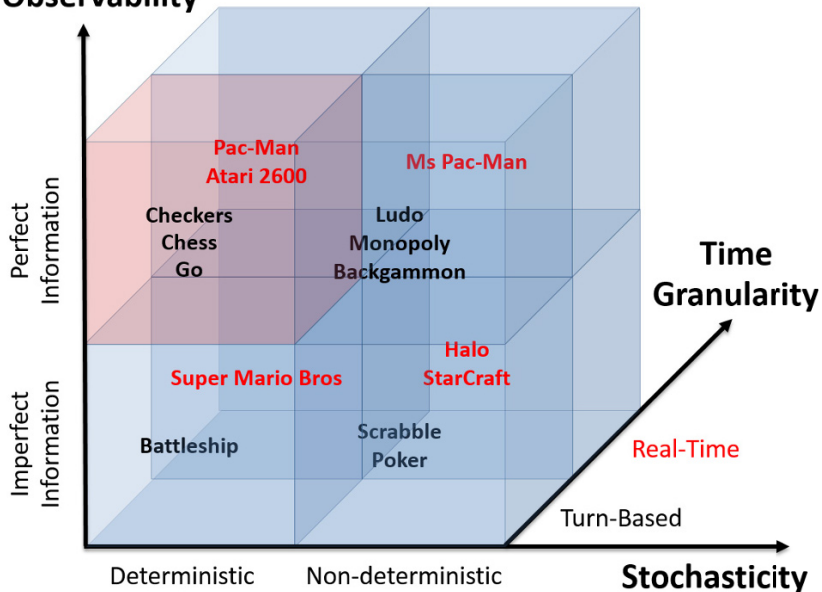 Observability
Perfect
Information
Imperfect
Information
Pac-Man
Atari 2600
Ms Pac-Man
Checkers
Chess
Go
Ludo
Monopoly
Backgammon
Time
Granularity
Super Mario Bros
Halo
StarCraft
Battleship
Scrabble
Poker
Real-Time
Turn-Based
Deterministic
Non-deterministic
Stochasticity